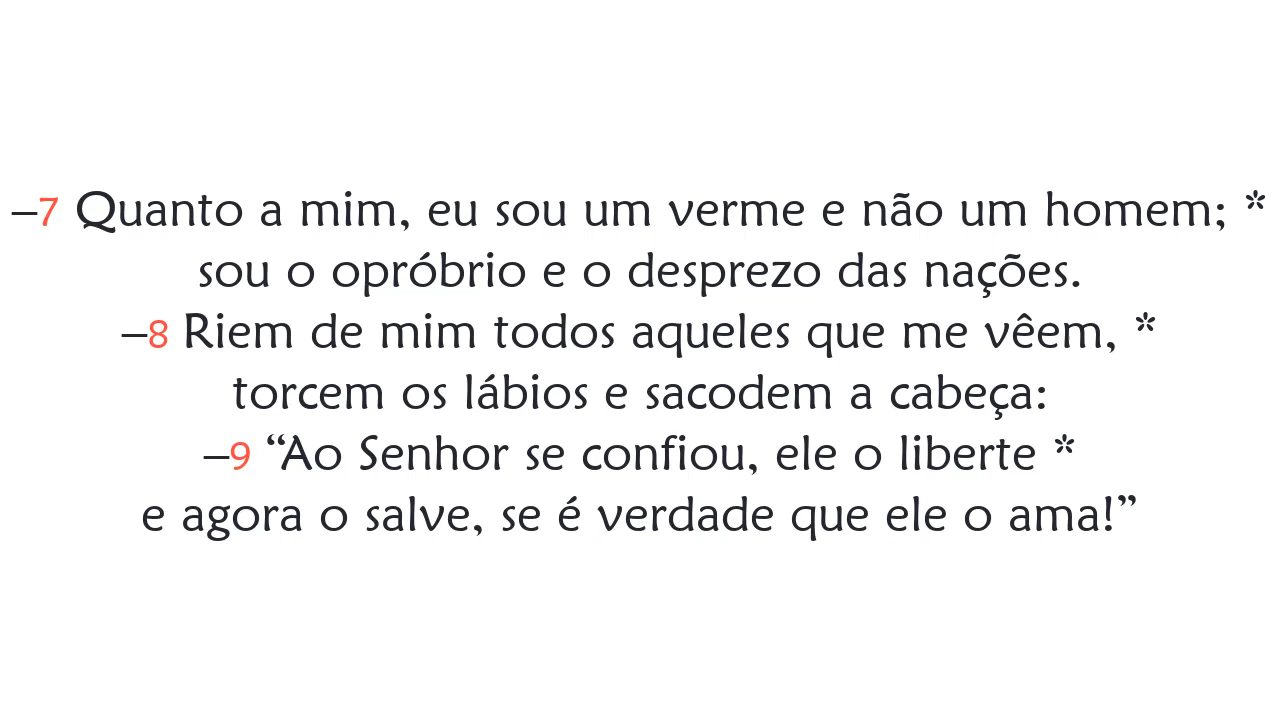 –7 Quanto a mim, eu sou um verme e não um homem; *
sou o opróbrio e o desprezo das nações.
–8 Riem de mim todos aqueles que me vêem, *
torcem os lábios e sacodem a cabeça:
–9 “Ao Senhor se confiou, ele o liberte *
e agora o salve, se é verdade que ele o ama!”